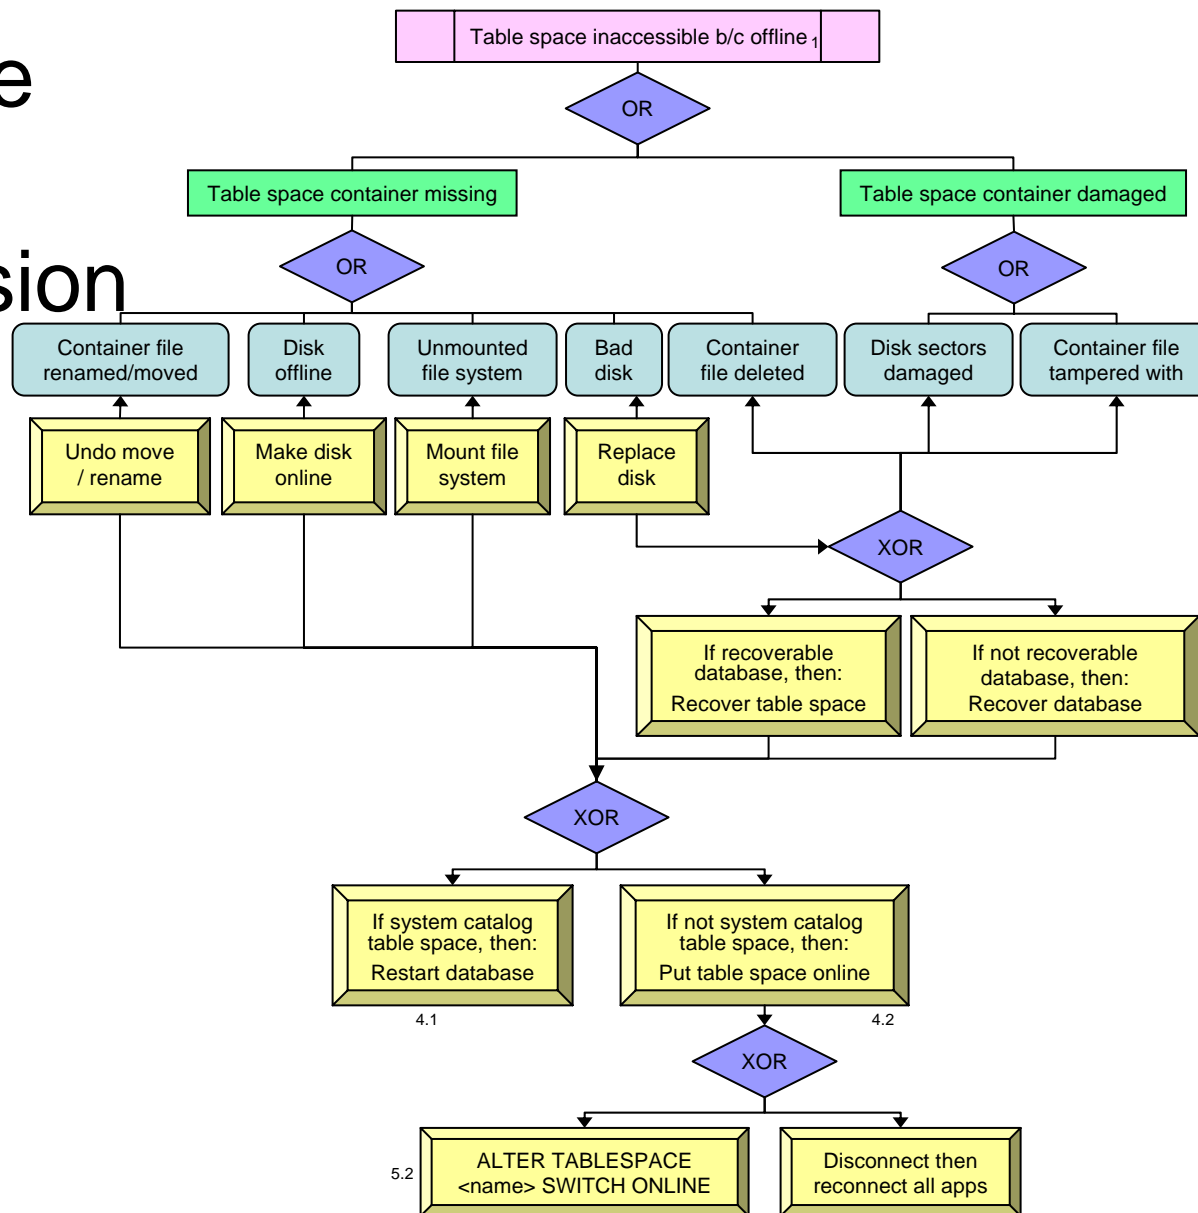 e
sion
Table space inaccessible b/c offline 1
OR
Table space container missing
Table space container damaged
OR
OR
Container file
renamed/moved
Disk
offline
Unmounted
file system
Bad
disk
Container
file deleted
Disk sectors
damaged
Container file
tampered with
Undo move
/ rename
Make disk
online
Mount file
system
Replace
disk
XOR
If recoverable
database, then:
Recover table space
If not recoverable
database, then:
Recover database
XOR
If system catalog
table space, then:
Restart database
If not system catalog
table space, then:
Put table space online
4.1
4.2
XOR
5.2
ALTER TABLESPACE
<name> SWITCH ONLINE
Disconnect then
reconnect all apps